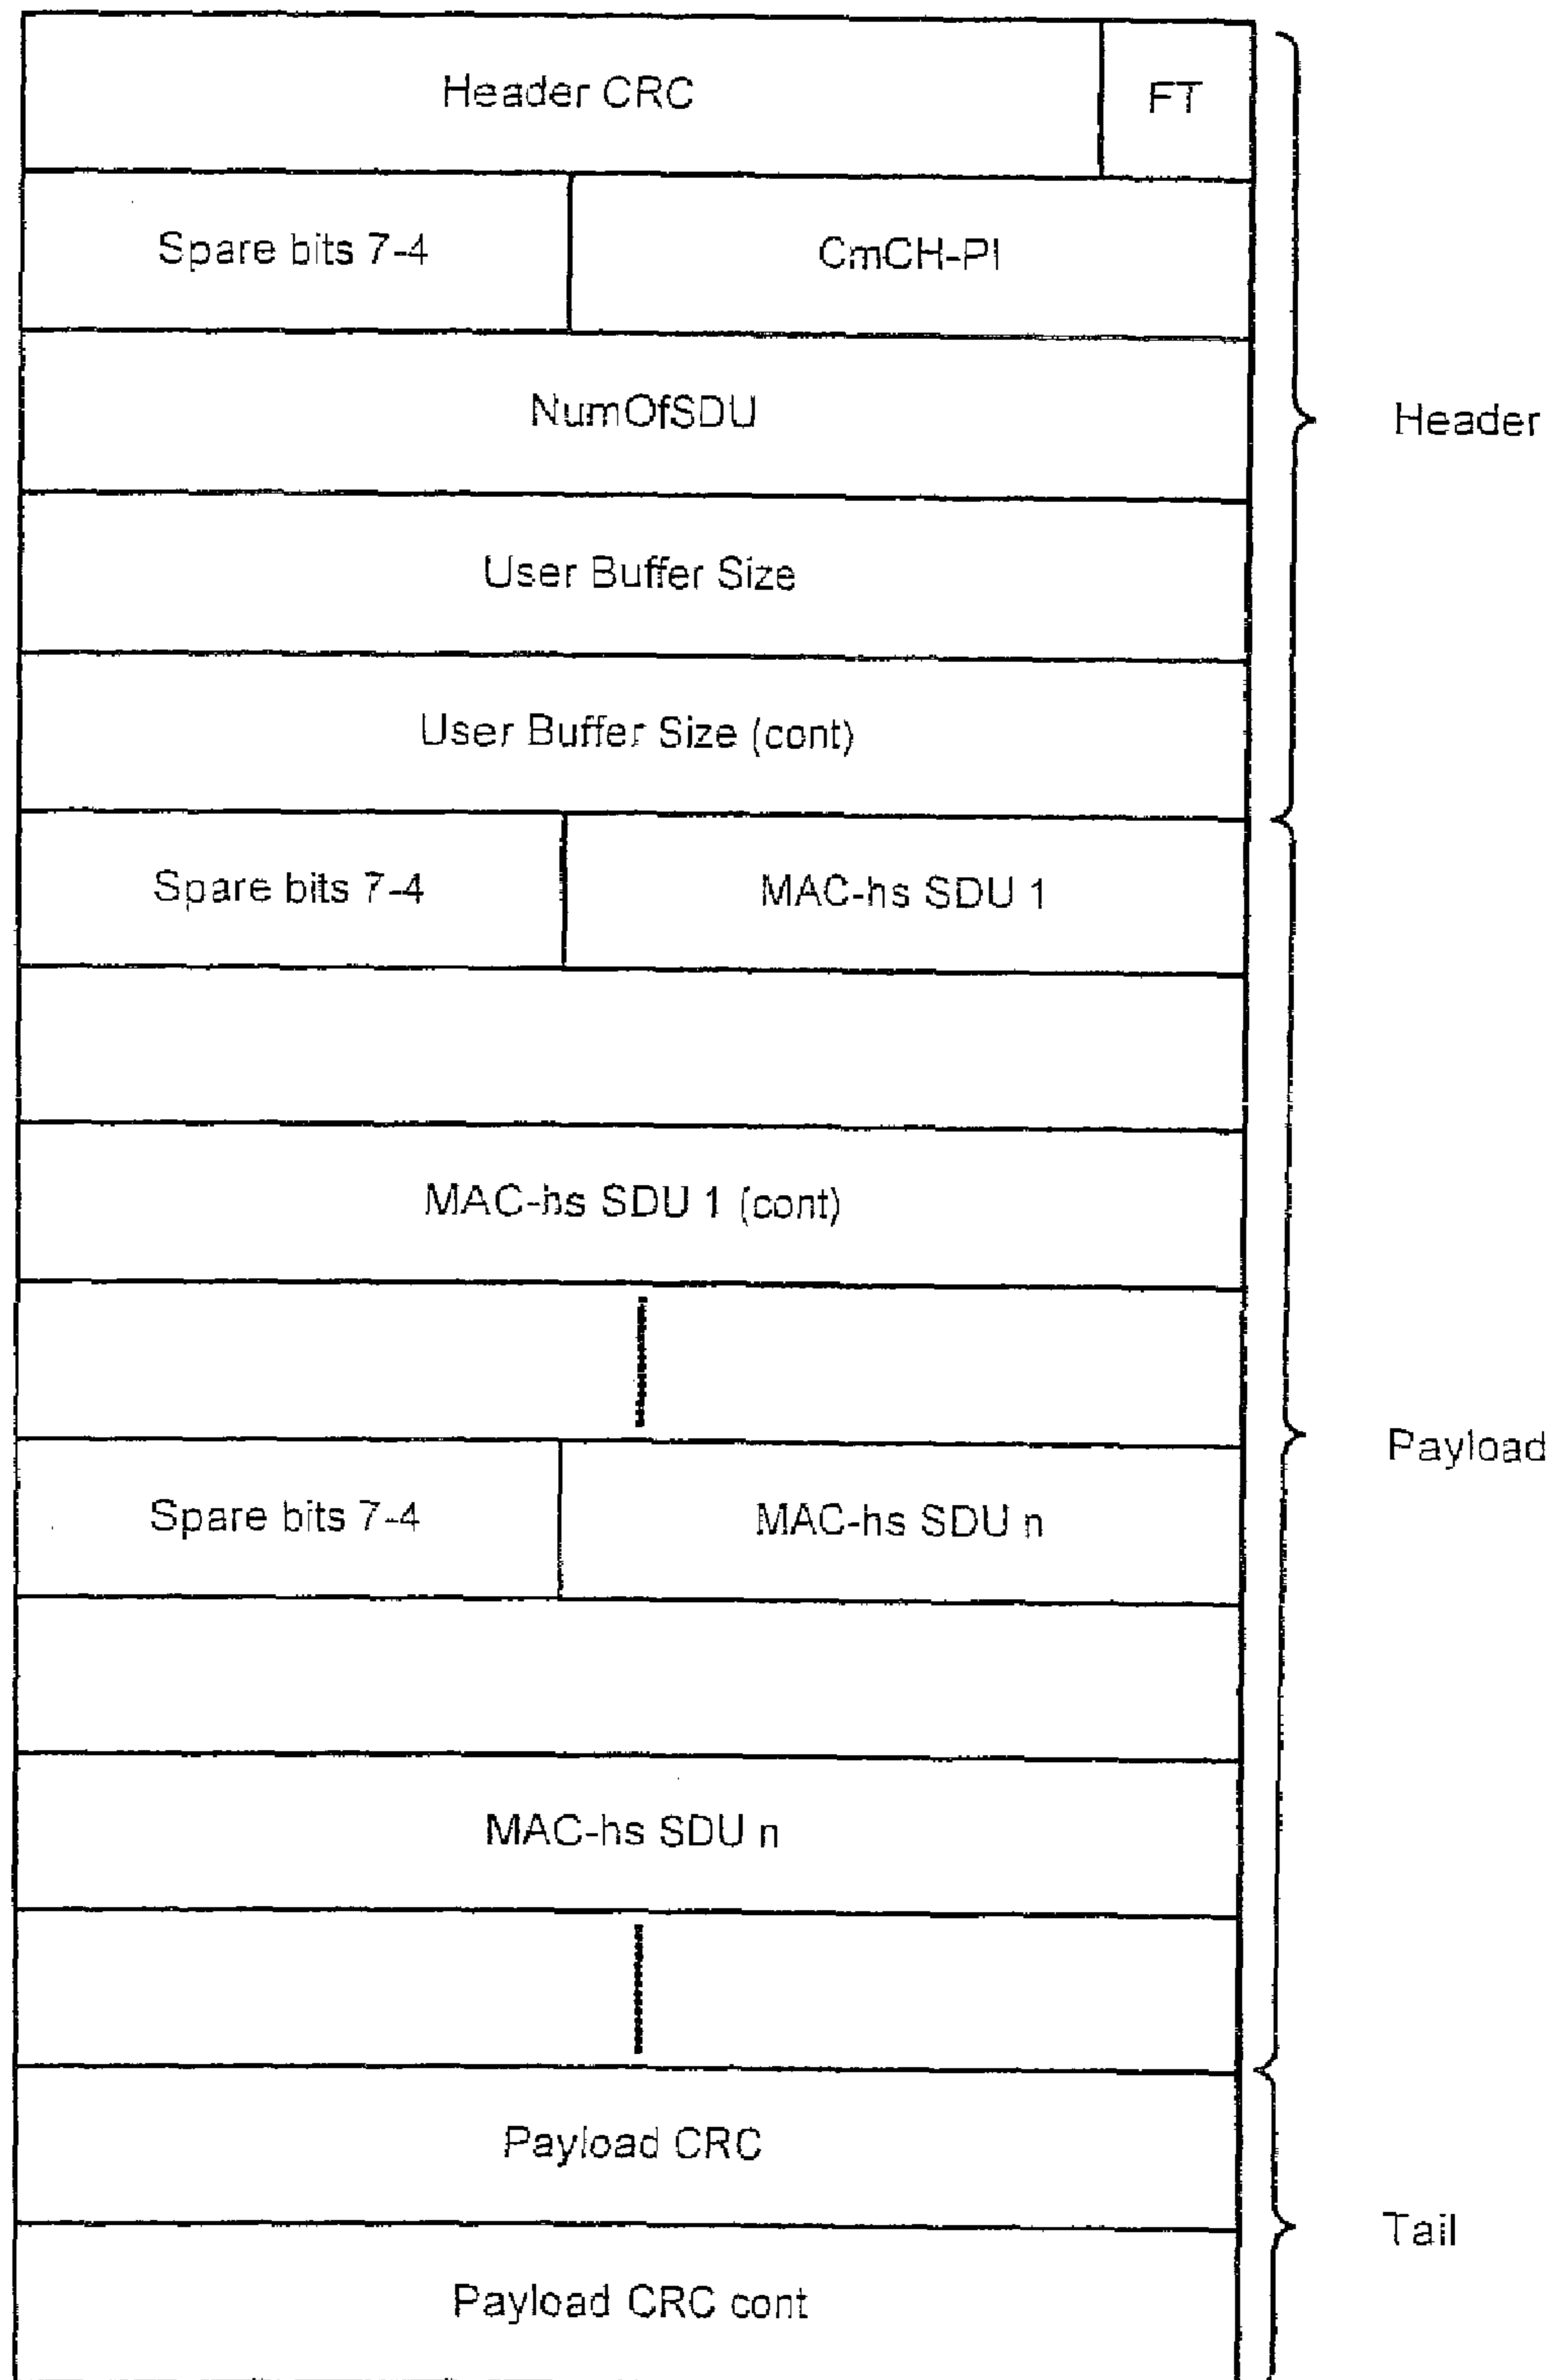 Header CRC FT
Spare bits 7-4 CmCH-PI
NumOfSDU
Header
User Buffer Size
User Buffer Size (cont)
Spare bits 7-4 MAC-hs SDU 1
MAC-hs SDU 1 (cont)
Payload
Spare bits 7-4 MAC-hs SDU n
MAC-hs SDU n
Payload CRC
Tail
Payload CRC cont